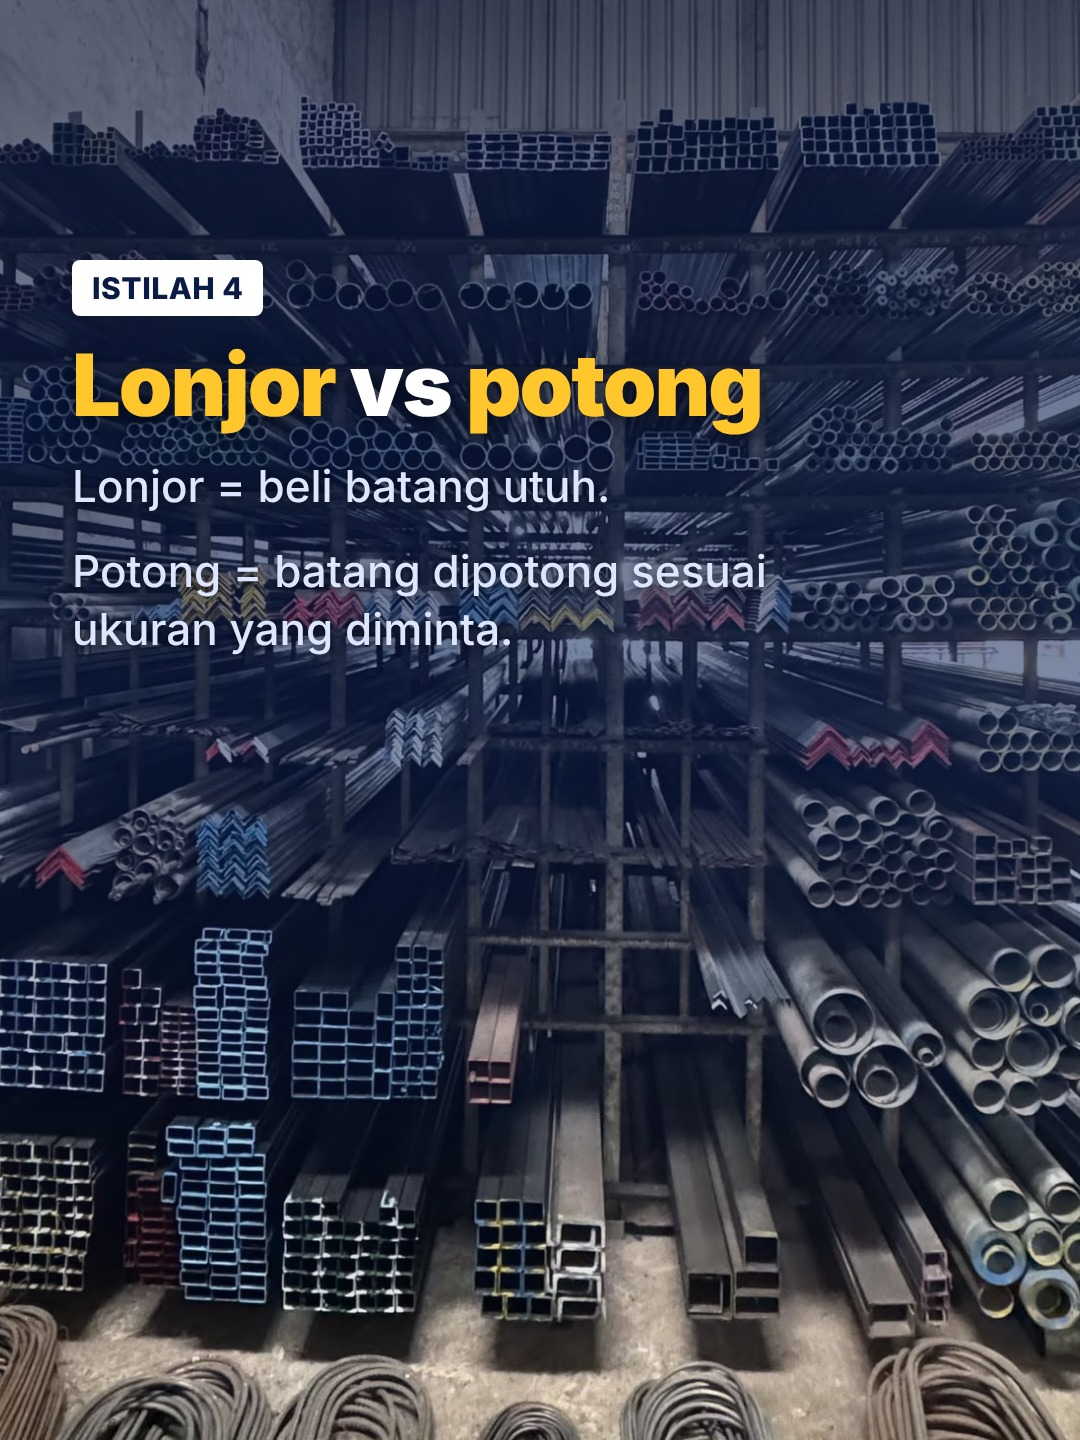 ISTILAH 4
Lonjor vs potong
Lonjor = beli batang utuh.
Potong = batang dipotong sesuai
ukuran yang diminta.